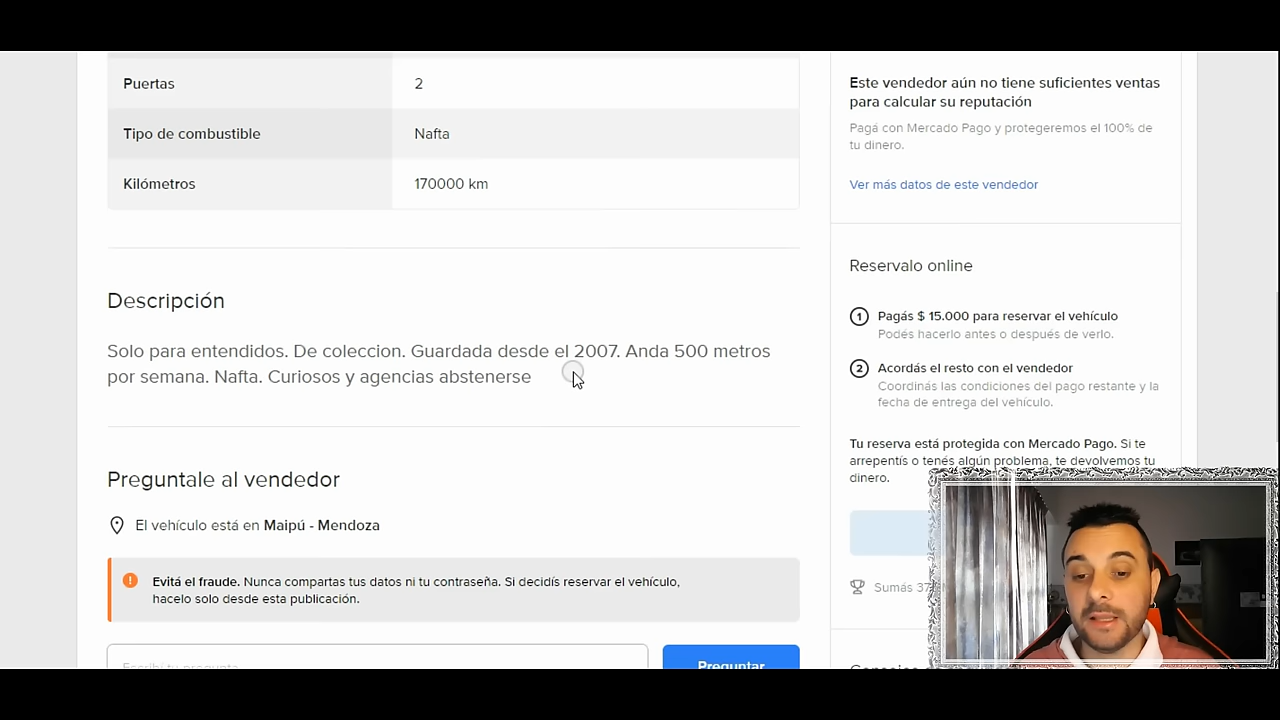 Puertas 2
Tipo de combustible Nafta
Kilómetros 170000 km
Descripción
Solo para entendidos. De coleccion. Guardada desde el 2007. Anda 500 metros
por semana. Nafta. Curiosos y agencias abstenerse
Preguntale al vendedor
El vehículo está en Maipú - Mendoza
Evitá el fraude. Nunca compartas tus datos ni tu contraseña. Si decidís reservar el vehículo,
hacelo solo desde esta publicación.
Escribí tu pregunta
Preguntar
Este vendedor aún no tiene suficientes ventas
para calcular su reputación
Pagá con Mercado Pago y protegeremos el 100% de
tu dinero.
Ver más datos de este vendedor
Reservalo online
1 Pagás $ 15.000 para reservar el vehículo
Podés hacerlo antes o después de verlo.
2 Acordás el resto con el vendedor
Coordinás las condiciones del pago restante y la
fecha de entrega del vehículo.
Tu reserva está protegida con Mercado Pago. Si te
arrepentís o tenés algún problema, te devolvemos tu
dinero.
Sumás